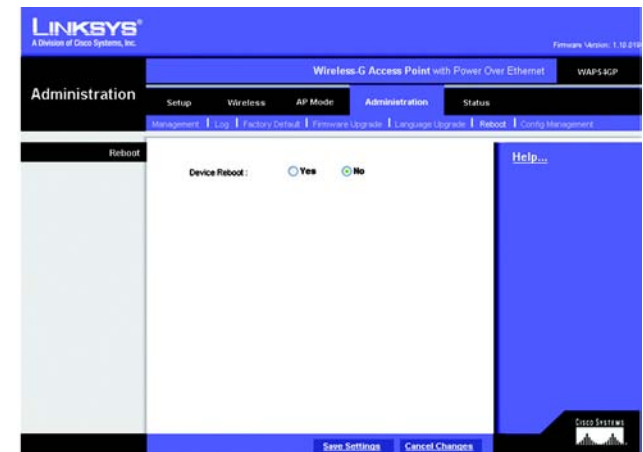 LINKSYS®
A Division of Cisco Systems, Inc.
Firmware Version: 1.10.01
Wireless-G Access Point with Power Over Ethernet
WAP54GP
Administration
Setup
Wireless
AP Mode
Administration
Status
Management | Log | Factory Default | Firmware Upgrade | Language Upgrade | Reboot | Config Management
Reboot
Device Reboot :
Yes
No
Help...
Save Settings
Cancel Changes
CISCO SYSTEMS